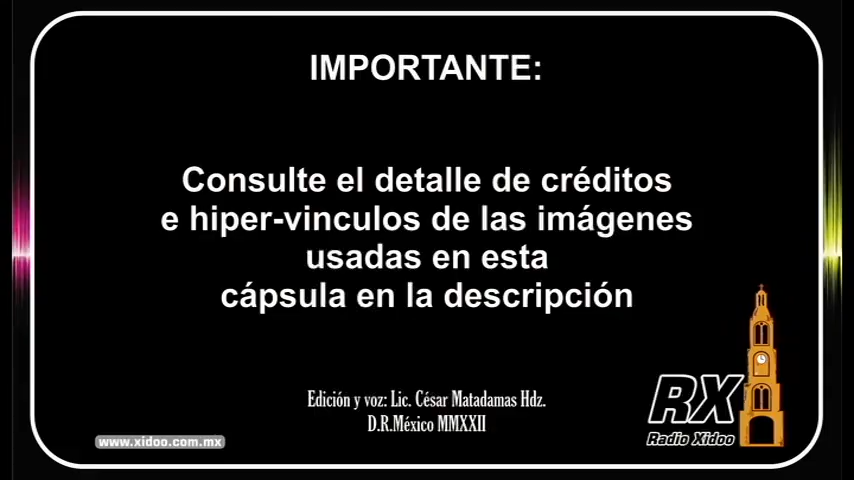 IMPORTANTE:
Consulte el detalle de créditos
e hiper-vinculos de las imágenes
usadas en esta
cápsula en la descripción
Edición y voz: Lic. César Matadamas Hdz.
D.R.México MMXXII
www.xidoo.com.mx
RX
Radio Xidoo